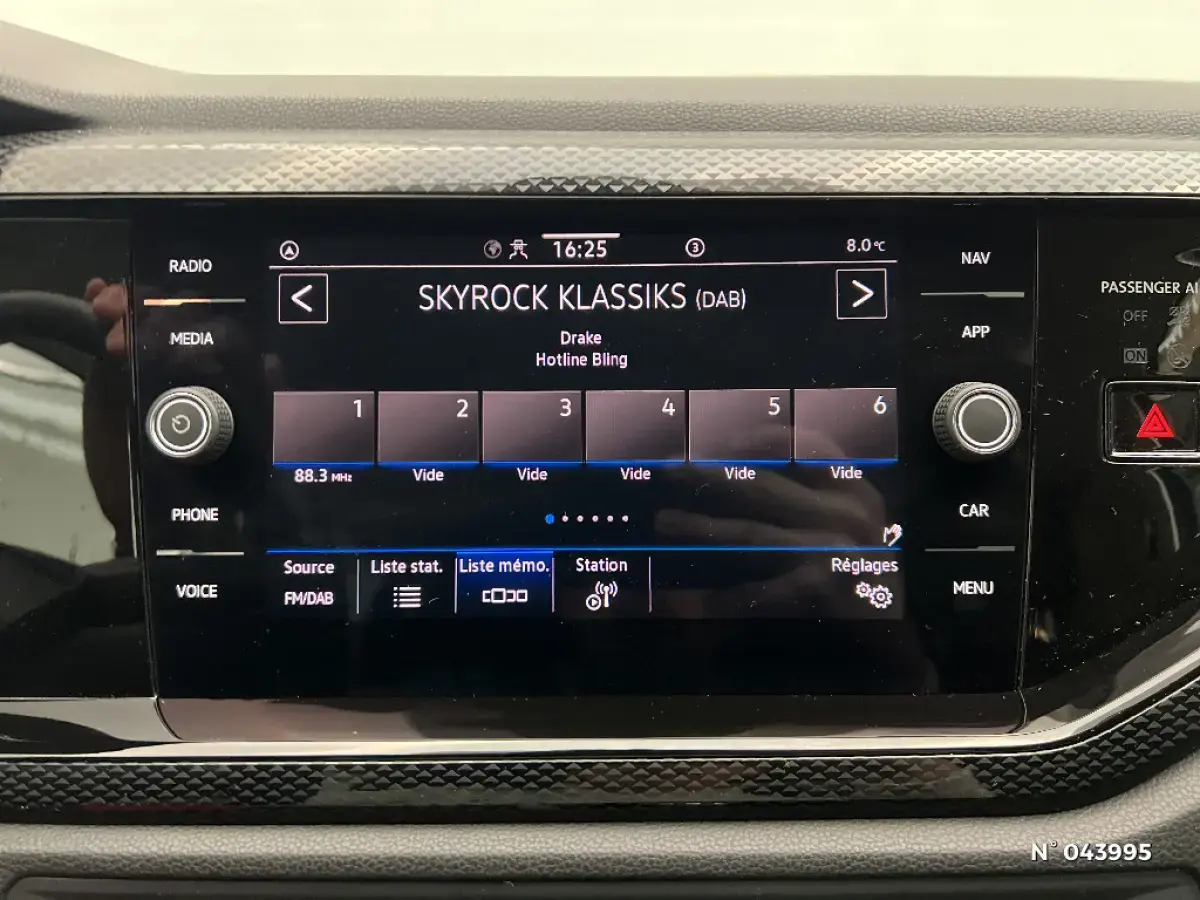 16:25
3
8.0°C
RADIO
NAV
<
SKYROCK KLASSIKS (DAB)
>
PASSENGER AI
Drake
OFF
MEDIA
APP
Hotline Bling
ON
1
2
3
4
5
6
88.3 MHz
Vide
Vide
Vide
Vide
Vide
PHONE
CAR
Source
Liste stat.
Liste mémo.
Station
Réglages
FM/DAB
VOICE
MENU
N° 043995